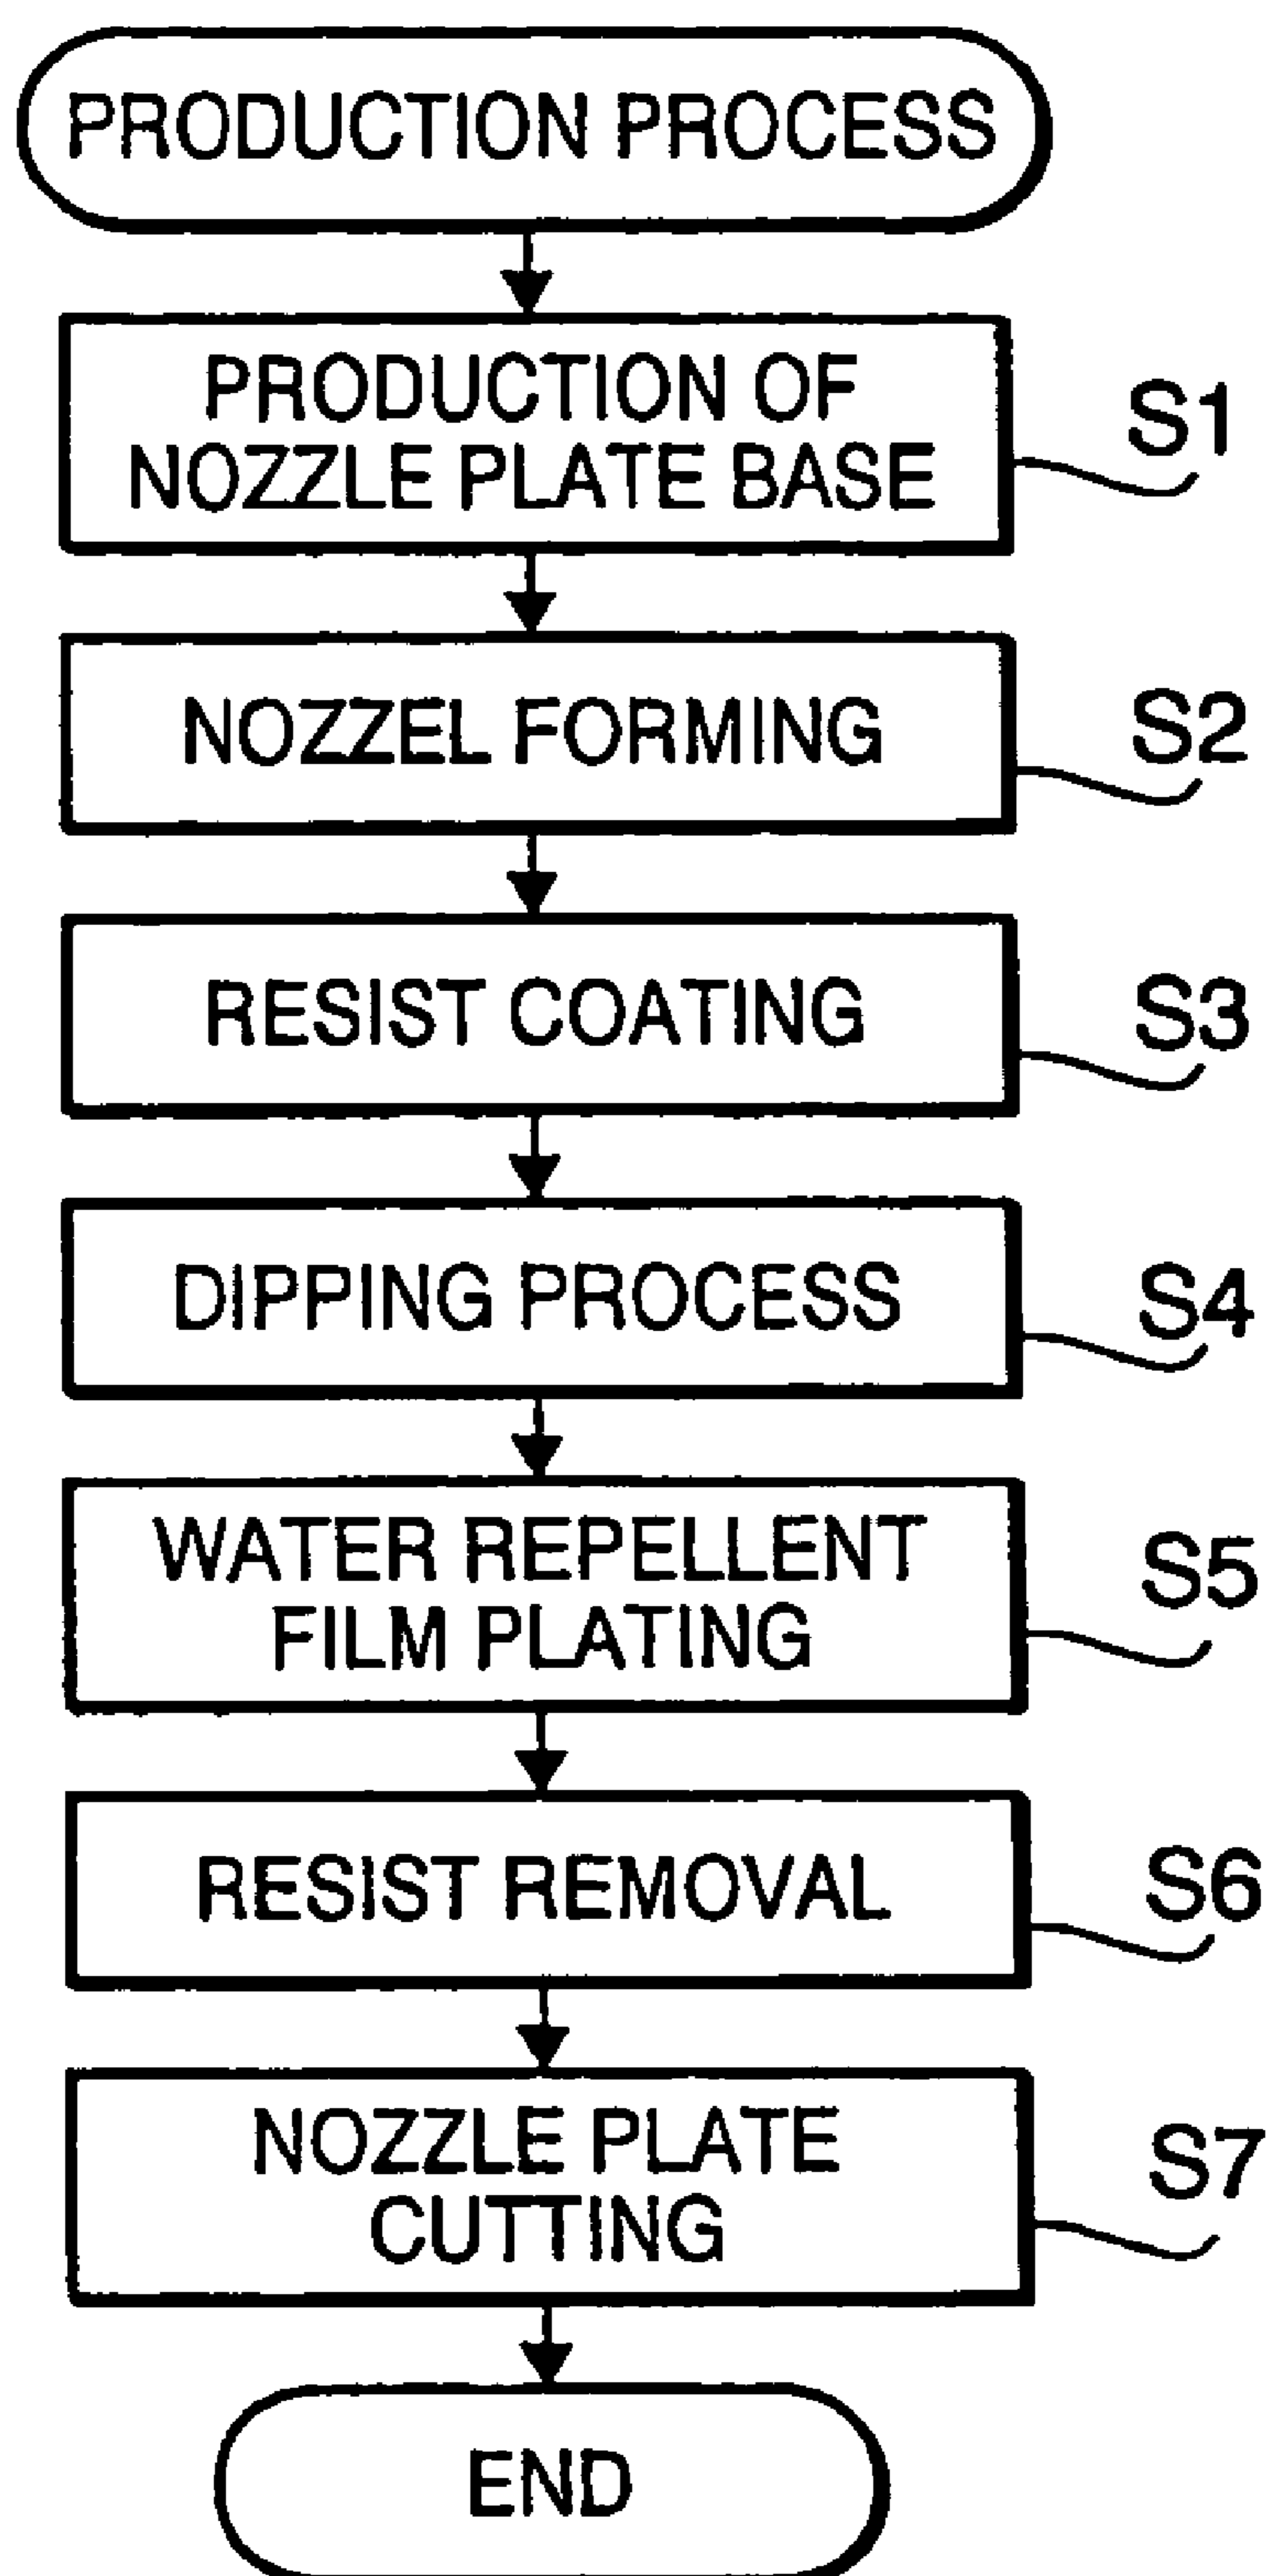 PRODUCTION PROCESS
PRODUCTION OF
NOZZLE PLATE BASE
S1
NOZZEL FORMING
S2
RESIST COATING
S3
DIPPING PROCESS
S4
WATER REPELLENT
FILM PLATING
S5
RESIST REMOVAL
S6
NOZZLE PLATE
CUTTING
S7
END